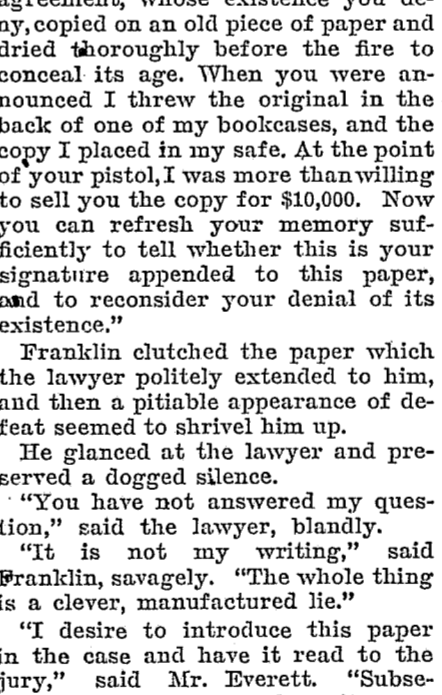 agreement, whose existence you de-
ny, copied on an old piece of paper and
dried thoroughly before the fire to
conceal its age. When you were an-
nounced I threw the original in the
back of one of my bookcases, and the
copy I placed in my safe. At the point
of your pistol, I was more than willing
to sell you the copy for $10,000. Now
you can refresh your memory suf-
ficiently to tell whether this is your
signature appended to this paper,
and to reconsider your denial of its
existence.”
Franklin clutched the paper which
the lawyer politely extended to him,
and then a pitiable appearance of de-
feat seemed to shrivel him up.
He glanced at the lawyer and pre-
served a dogged silence.
“You have not answered my ques-
tion,” said the lawyer, blandly.
“It is not my writing,” said
Franklin, savagely. “The whole thing
is a clever, manufactured lie.”
“I desire to introduce this paper
in the case and have it read to the
jury,” said Mr. Everett. “Subse-